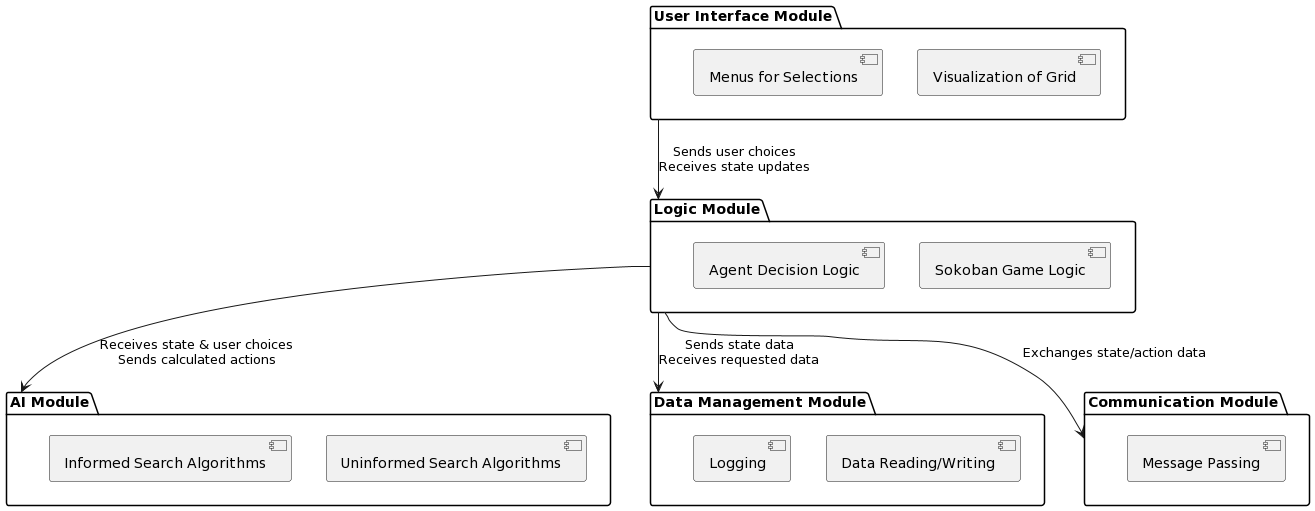 User Interface Module
Menus for Selections
Visualization of Grid
Sends user choices
Receives state updates
Logic Module
Agent Decision Logic
Sokoban Game Logic
Receives state & user choices
Sends calculated actions
Sends state data
Receives requested data
Exchanges state/action data
AI Module
Informed Search Algorithms
Uninformed Search Algorithms
Data Management Module
Logging
Data Reading/Writing
Communication Module
Message Passing